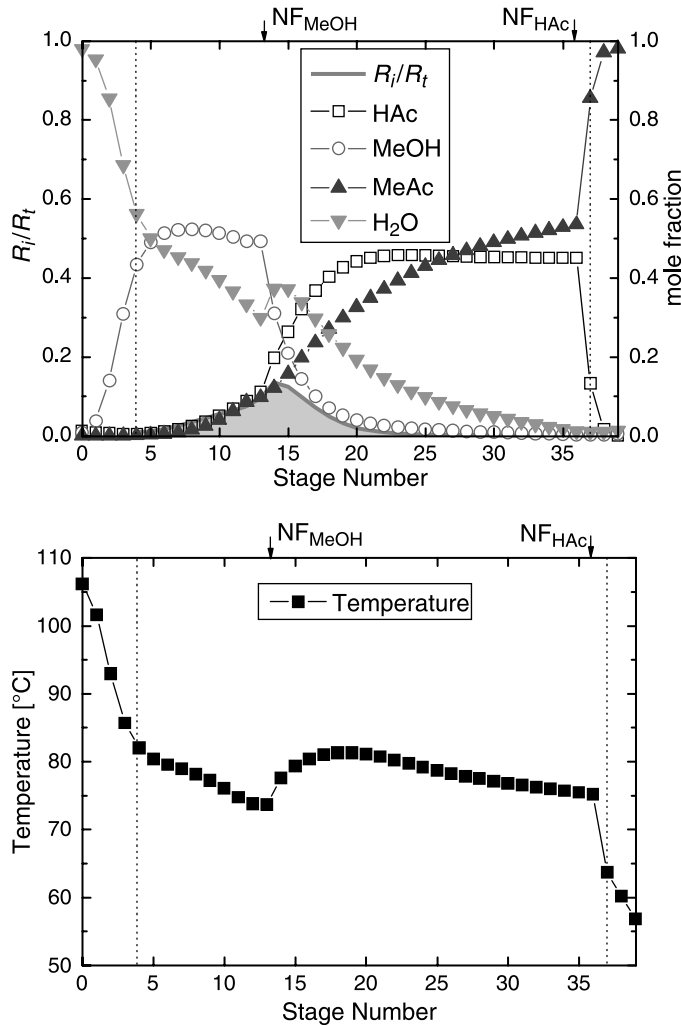 NF_MeOH NF_HAc
1.0 1.0
0.8 0.8
0.6 0.6
0.4 0.4
0.2 0.2
0.0 0.0
R_i/R_t
mole fraction
R_i/R_t
HAc
MeOH
MeAc
H₂O
0 5 10 15 20 25 30 35
Stage Number
NF_MeOH NF_HAc
110
100
90
80
70
60
50
Temperature [°C]
Temperature
0 5 10 15 20 25 30 35
Stage Number